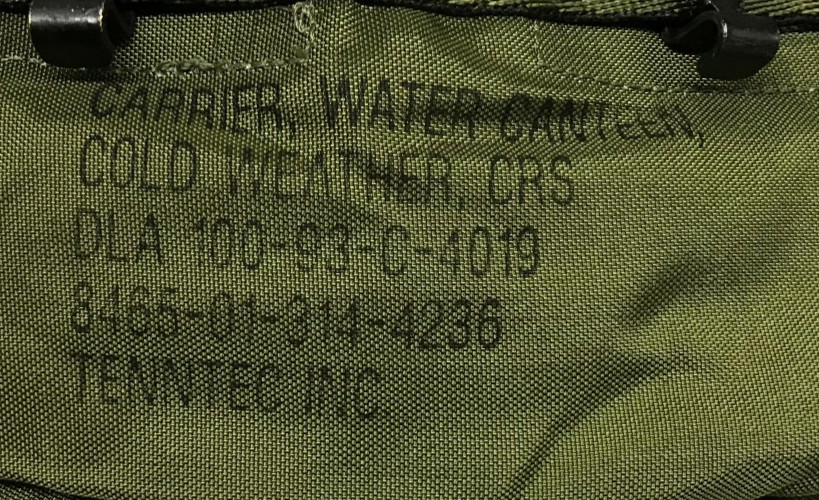 CARRIER, WATER CANTEEN,
COLD WEATHER, CRS
DLA 100-93-C-4019
8465-01-314-4236
TENNTEC INC